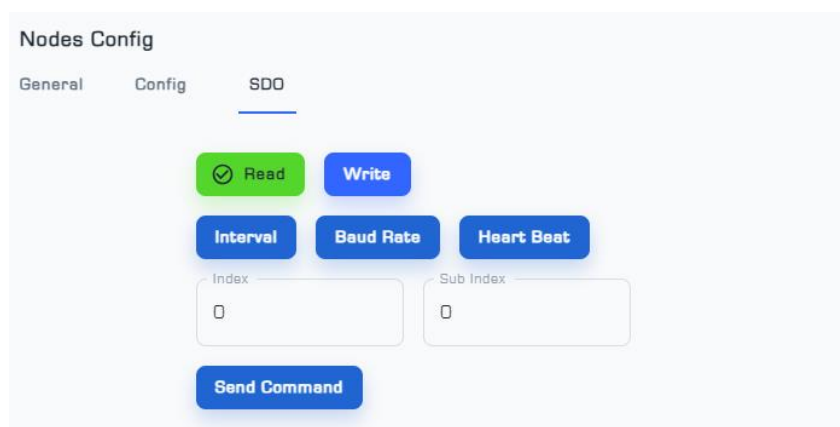 Nodes Config
General Config SDO
Read Write
Interval Baud Rate Heart Beat
Index Sub Index
0 0
Send Command